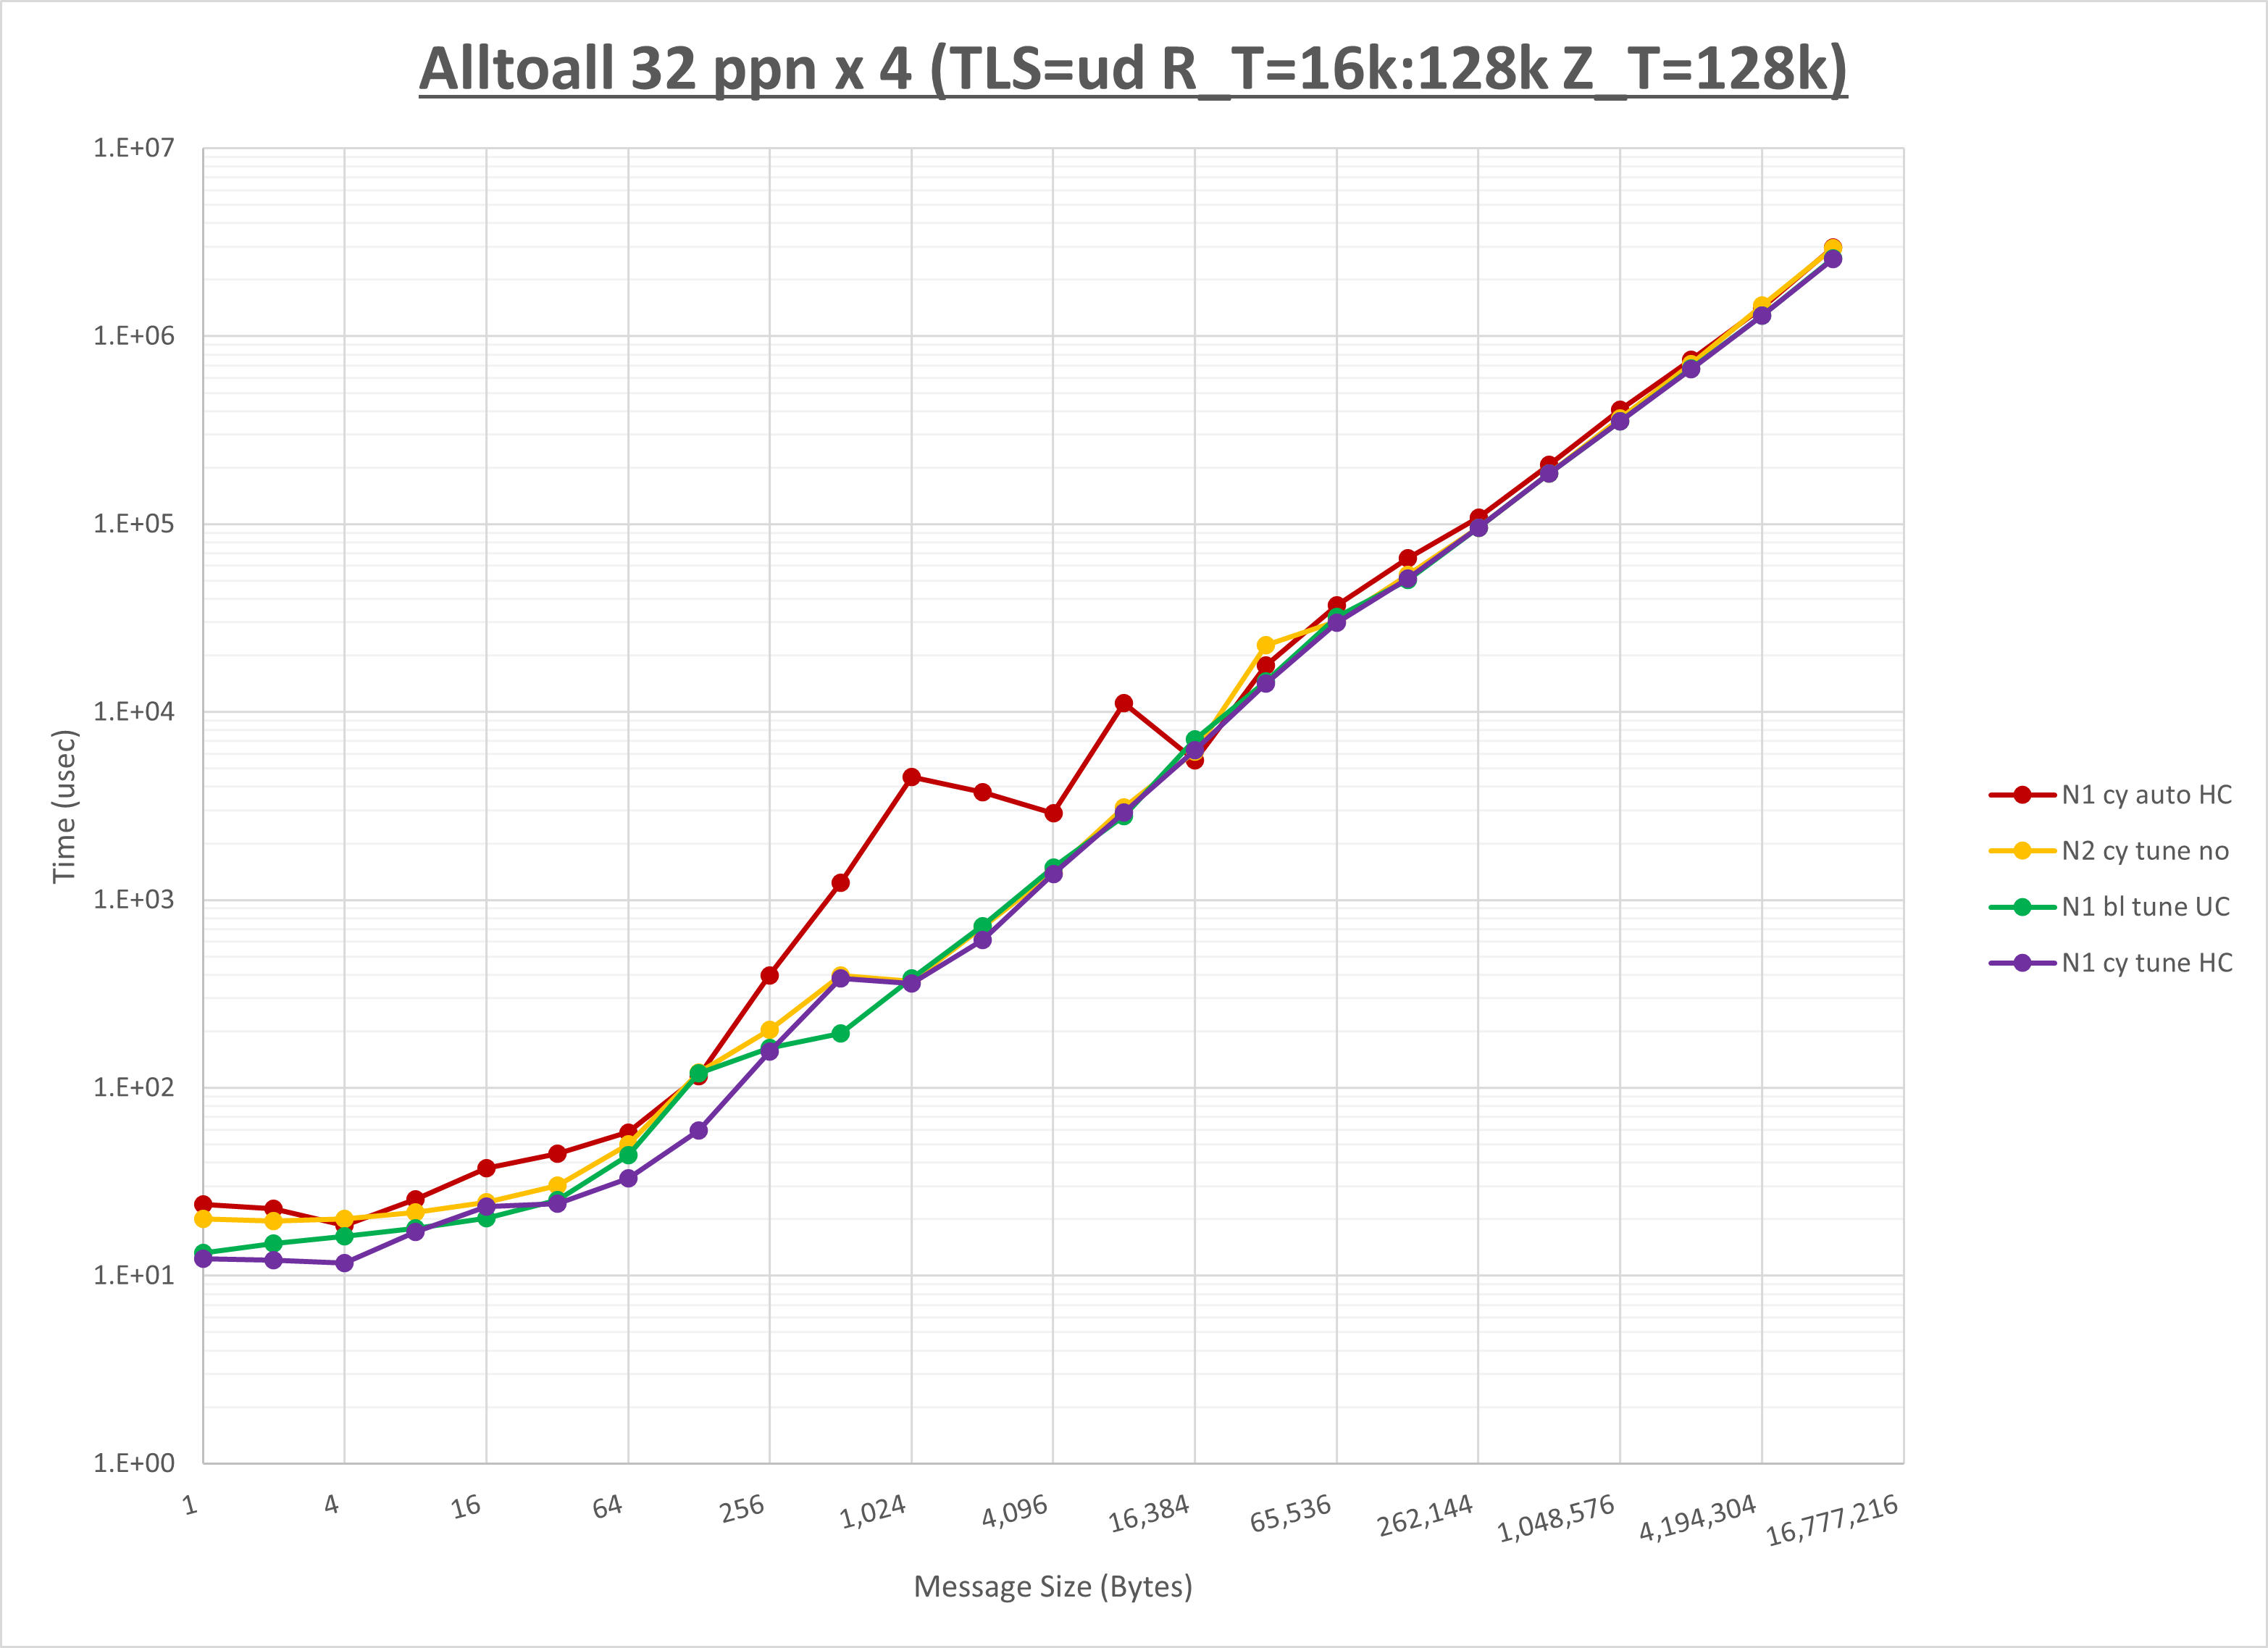 Alltoall 32 ppn x 4 (TLS=ud R_T=16k:128k Z_T=128k)
1.E+07
1.E+06
1.E+05
1.E+04
1.E+03
1.E+02
1.E+01
1.E+00
Time (usec)
1
4
16
64
256
1,024
4,096
16,384
65,536
262,144
1,048,576
4,194,304
16,777,216
Message Size (Bytes)
N1 cy auto HC
N2 cy tune no
N1 bl tune UC
N1 cy tune HC